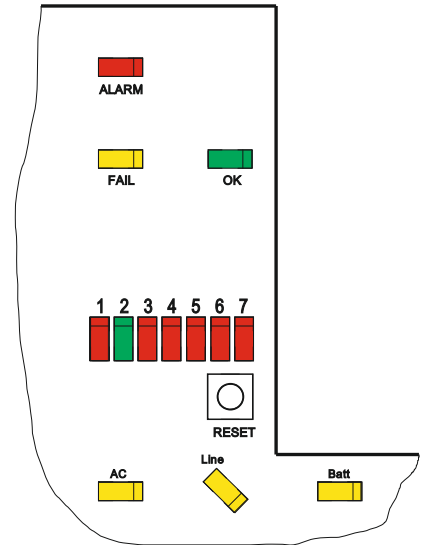 ALARM
FAIL OK
1 2 3 4 5 6 7
RESET
Line
AC Batt